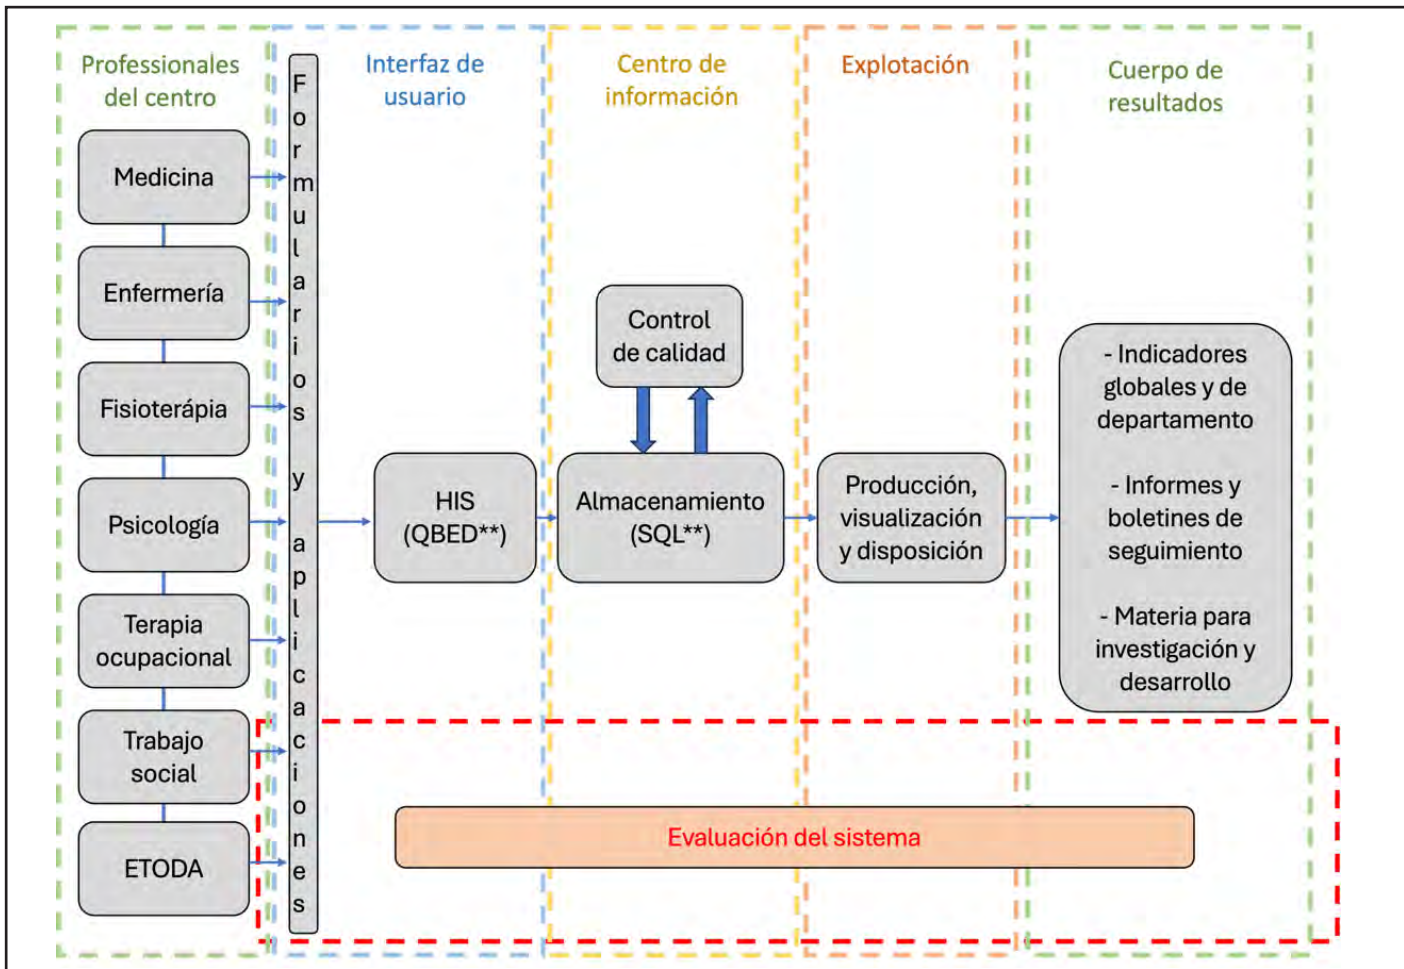 Professionales
del centro
Medicina
Enfermería
Fisioterápia
Psicología
Terapia
ocupacional
Trabajo
social
ETODA
Formularios y aplicaciones
Interfaz de
usuario
HIS
(QBED**)
Centro de
información
Control
de calidad
Almacenamiento
(SQL**)
Explotación
Producción,
visualización
y disposición
Cuerpo de
resultados
- Indicadores
globales y de
departamento
- Informes y
boletines de
seguimiento
- Materia para
investigación y
desarrollo
Evaluación del sistema